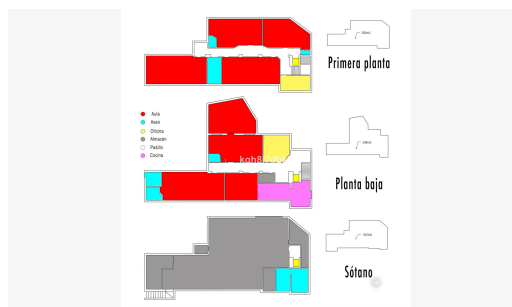 Primera planta
Aula
Aseo
Oficina
Almacén
Pasillo
Cocina
Planta baja
Sótano
©